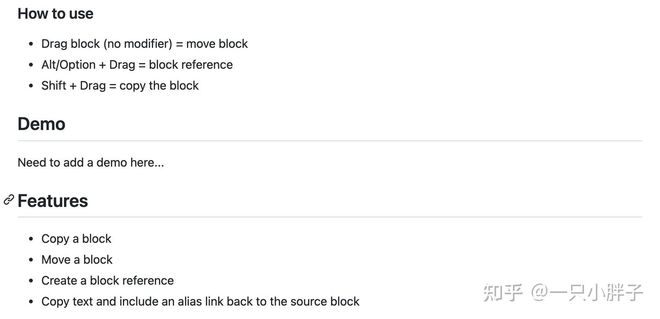 How to use
Drag block (no modifier) = move block
Alt/Option + Drag = block reference
Shift + Drag = copy the block
Demo
Need to add a demo here...
Features
Copy a block
Move a block
Create a block reference
Copy text and include an alias link back to the source block
知乎 @一只小胖子